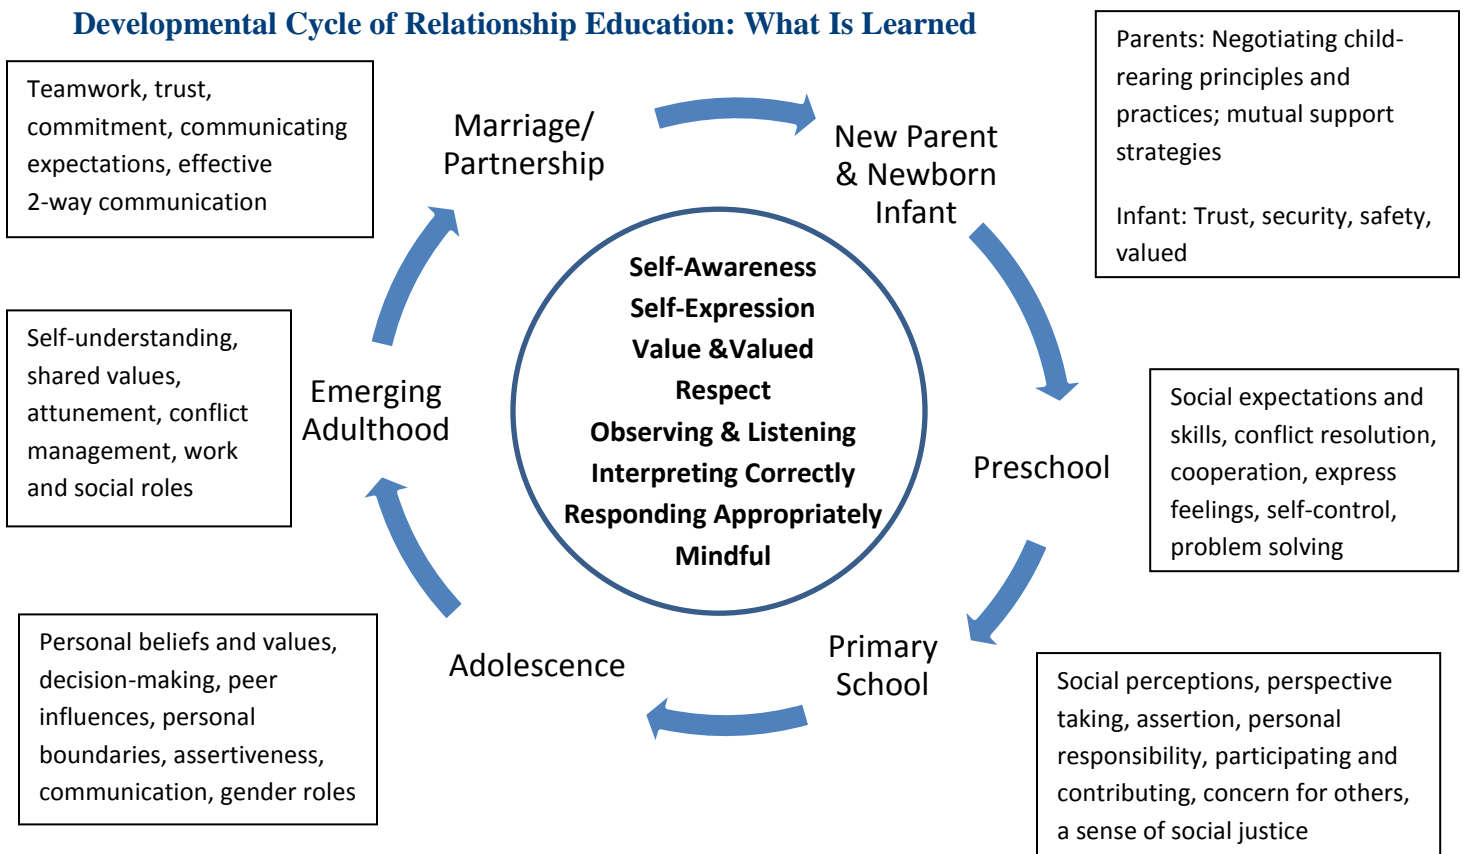 Developmental Cycle of Relationship Education: What Is Learned
Parents: Negotiating child-
rearing principles and
practices; mutual support
strategies
Infant: Trust, security, safety,
valued
Teamwork, trust,
commitment, communicating
expectations, effective
2-way communication
Marriage/
Partnership
New Parent
& Newborn
Infant
Self-Awareness
Self-Expression
Value &Valued
Respect
Observing & Listening
Interpreting Correctly
Responding Appropriately
Mindful
Self-understanding,
shared values,
attunement, conflict
management, work
and social roles
Emerging
Adulthood
Preschool
Social expectations and
skills, conflict resolution,
cooperation, express
feelings, self-control,
problem solving
Personal beliefs and values,
decision-making, peer
influences, personal
boundaries, assertiveness,
communication, gender roles
Adolescence
Primary
School
Social perceptions, perspective
taking, assertion, personal
responsibility, participating and
contributing, concern for others,
a sense of social justice